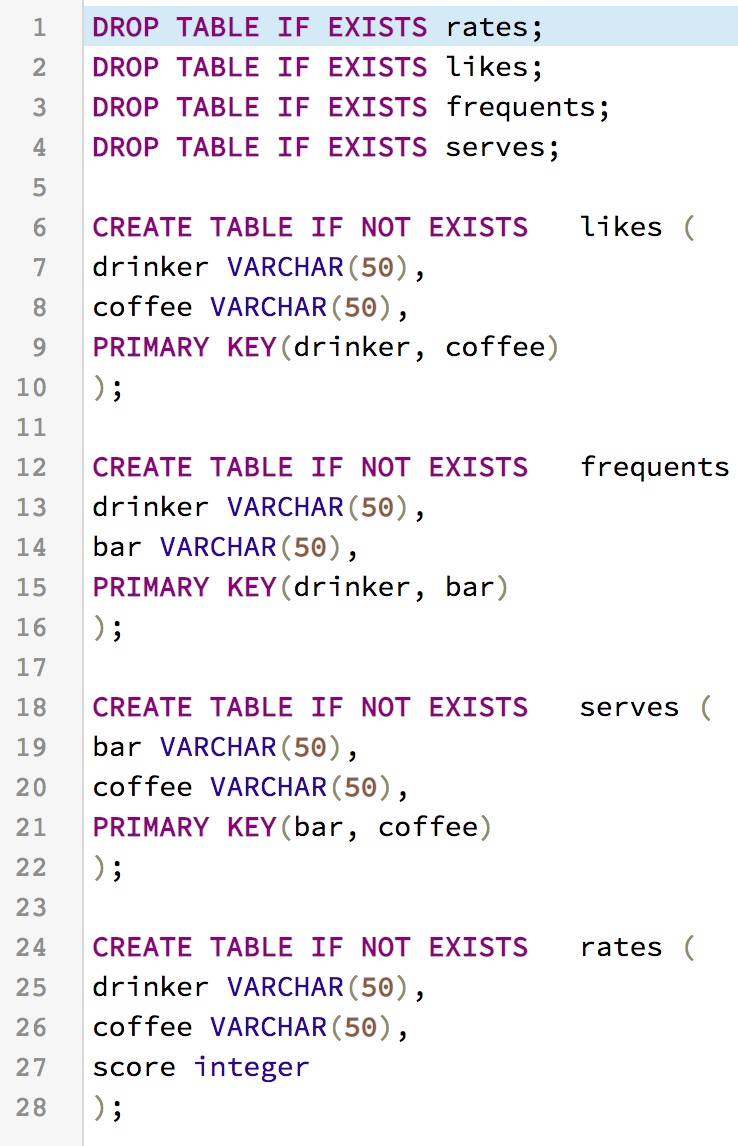 1 DROP TABLE IF EXISTS rates;
2 DROP TABLE IF EXISTS likes;
3 DROP TABLE IF EXISTS frequents;
4 DROP TABLE IF EXISTS serves;
5
6 CREATE TABLE IF NOT EXISTS   likes (
7 drinker VARCHAR(50),
8 coffee VARCHAR(50),
9 PRIMARY KEY(drinker, coffee)
10 );
11
12 CREATE TABLE IF NOT EXISTS   frequents
13 drinker VARCHAR(50),
14 bar VARCHAR(50),
15 PRIMARY KEY(drinker, bar)
16 );
17
18 CREATE TABLE IF NOT EXISTS   serves (
19 bar VARCHAR(50),
20 coffee VARCHAR(50),
21 PRIMARY KEY(bar, coffee)
22 );
23
24 CREATE TABLE IF NOT EXISTS   rates (
25 drinker VARCHAR(50),
26 coffee VARCHAR(50),
27 score integer
28 );